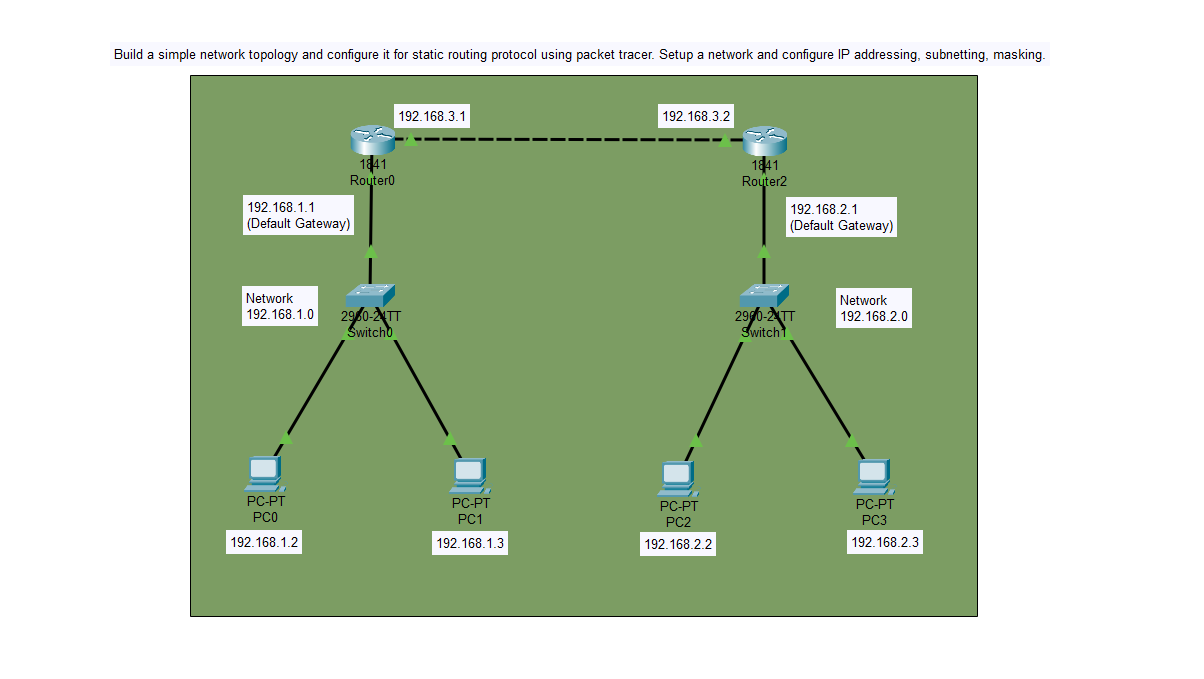 Build a simple network topology and configure it for static routing protocol using packet tracer. Setup a network and configure IP addressing, subnetting, masking.
192.168.3.1
192.168.3.2
1841
Router0
1841
Router2
192.168.1.1
(Default Gateway)
192.168.2.1
(Default Gateway)
Network
192.168.1.0
2960-24TT
Switch0
2960-24TT
Switch1
Network
192.168.2.0
PC-PT
PC0
192.168.1.2
PC-PT
PC1
192.168.1.3
PC-PT
PC2
192.168.2.2
PC-PT
PC3
192.168.2.3